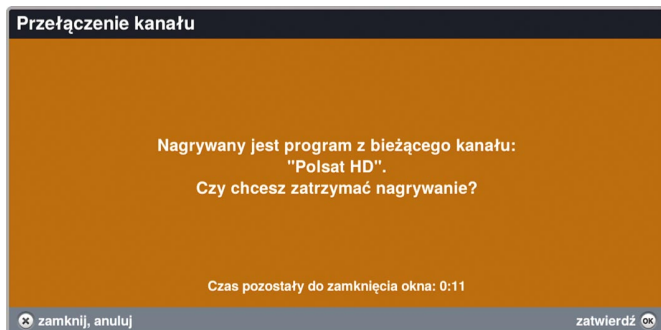 Przełączenie kanału
Nagrywany jest program z bieżącego kanału:
"Polsat HD".
Czy chcesz zatrzymać nagrywanie?
Czas pozostały do zamknięcia okna: 0:11
zamknij, anuluj
zatwierdź OK